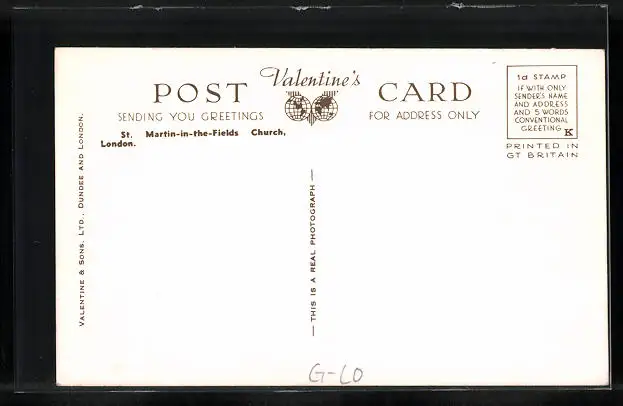 Valentine's
POST CARD
SENDING YOU GREETINGS
FOR ADDRESS ONLY
St. Martin-in-the-Fields Church,
London.
1d STAMP
IF WITH ONLY
SENDER'S NAME
AND ADDRESS
AND 5 WORDS
CONVENTIONAL
GREETING K
PRINTED IN
GT BRITAIN
VALENTINE & SONS, LTD., DUNDEE AND LONDON.
— THIS IS A REAL PHOTOGRAPH —
G-LO